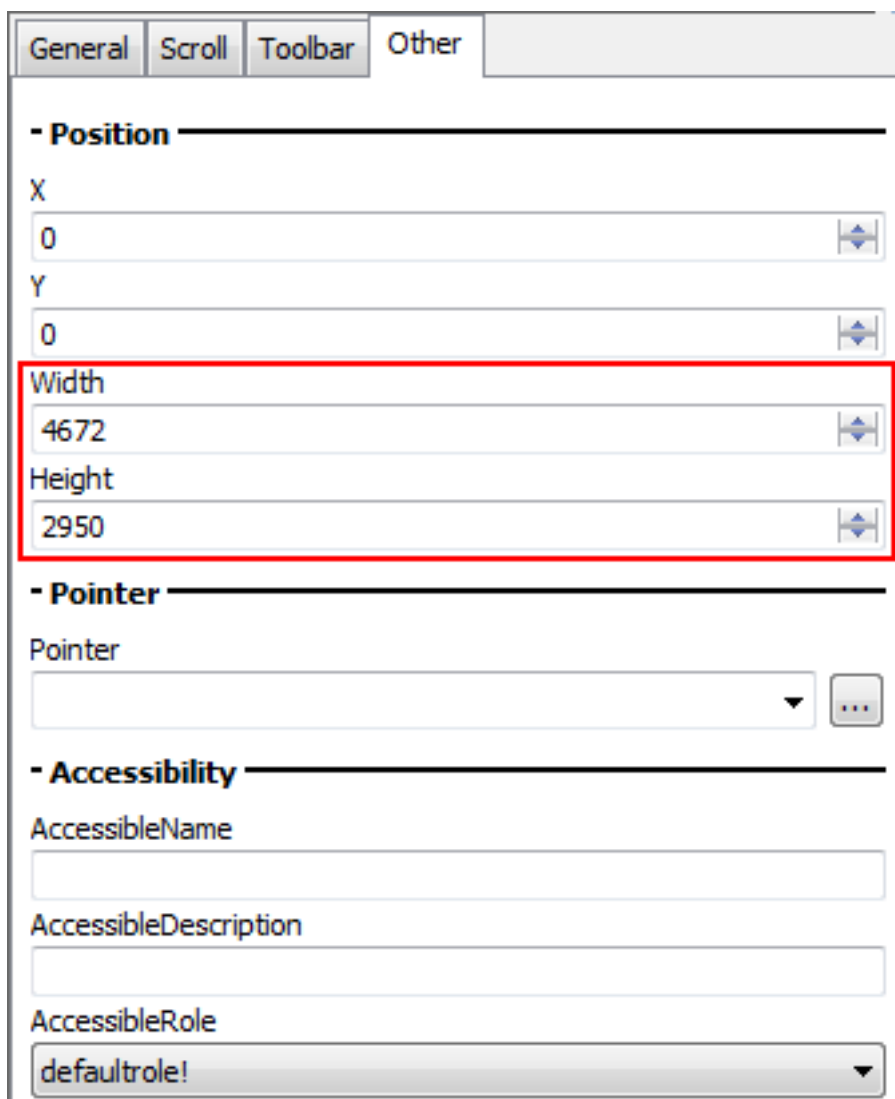 General Scroll Toolbar Other
- Position
X
0
Y
0
Width
4672
Height
2950
- Pointer
Pointer
...
- Accessibility
AccessibleName
AccessibleDescription
AccessibleRole
defaultrole!